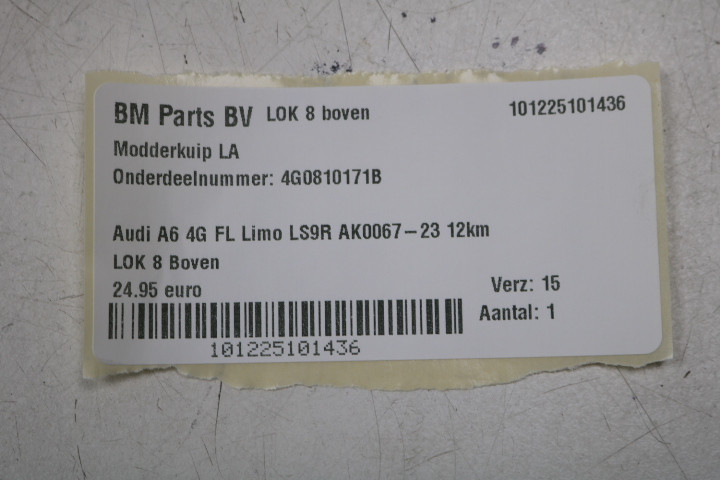 BM Parts BV LOK 8 boven 101225101436
Modderkuip LA
Onderdeelnummer: 4G0810171B
Audi A6 4G FL Limo LS9R AK0067-23 12km
LOK 8 Boven
24.95 euro Verz: 15
Aantal: 1
101225101436